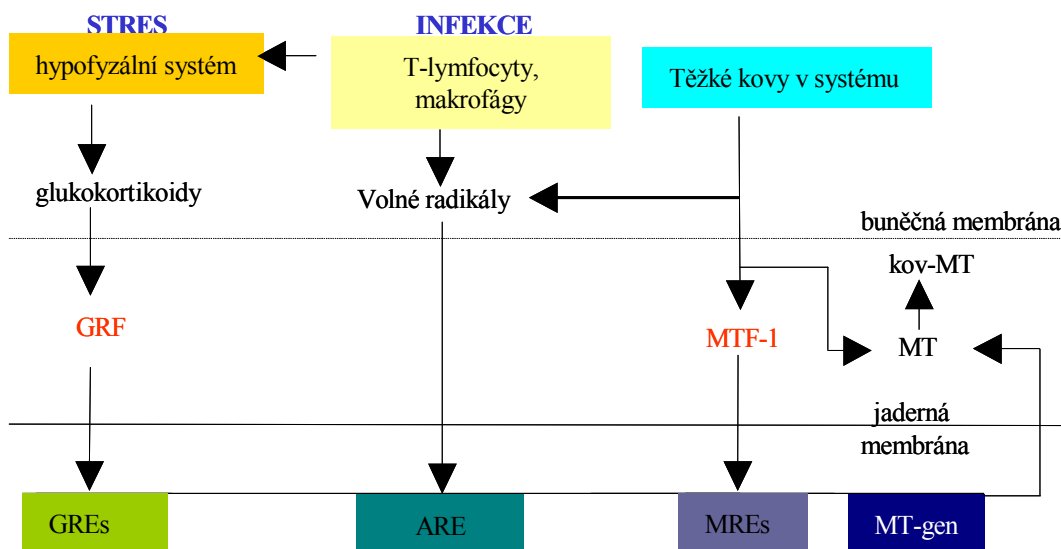 STRES
INFEKCE
hypofyzální systém
T-lymfocyty,
makrofágy
Těžké kovy v systému
glukokortikoidy
Volné radikály
buněčná membrána
kov-MT
GRF
MTF-1
MT
jaderná
membrána
GREs
ARE
MREs
MT-gen